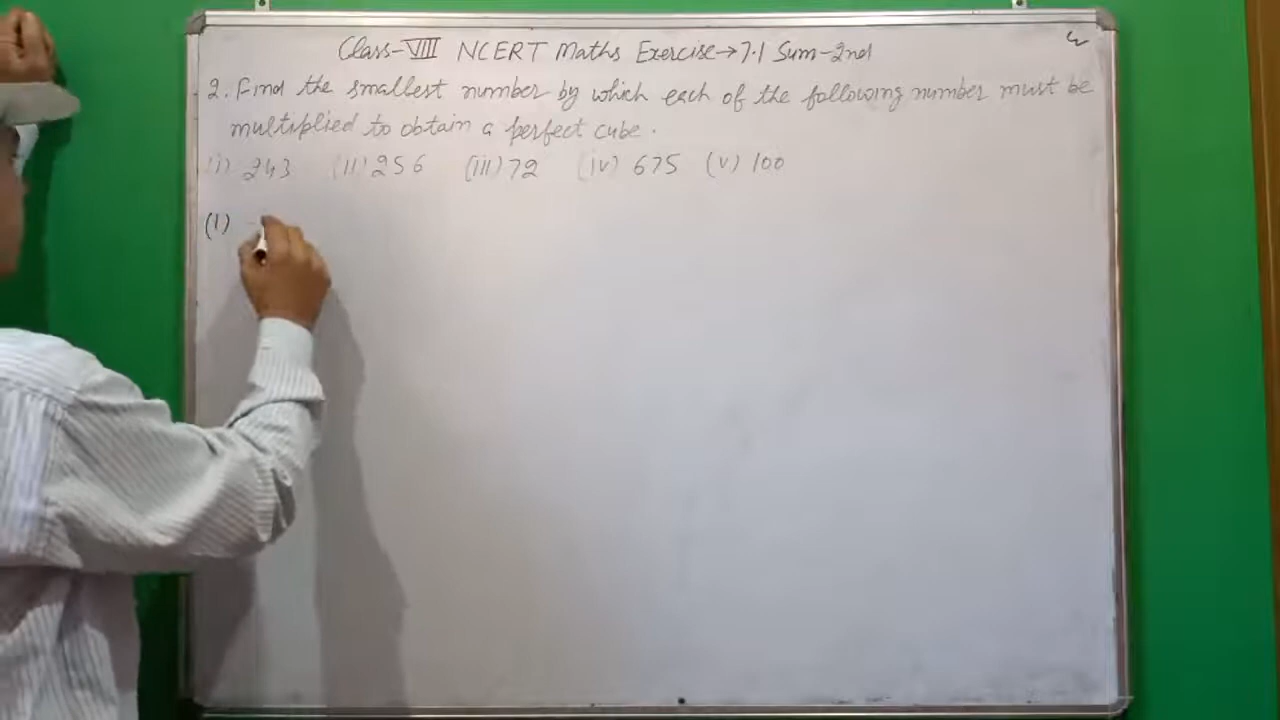 Class-VIII NCERT Maths Exercise→7.1 Sum-2nd
2. Find the smallest number by which each of the following number must be
multiplied to obtain a perfect cube.
(i) 243 (ii) 256 (iii) 72 (iv) 675 (v) 100
(i)